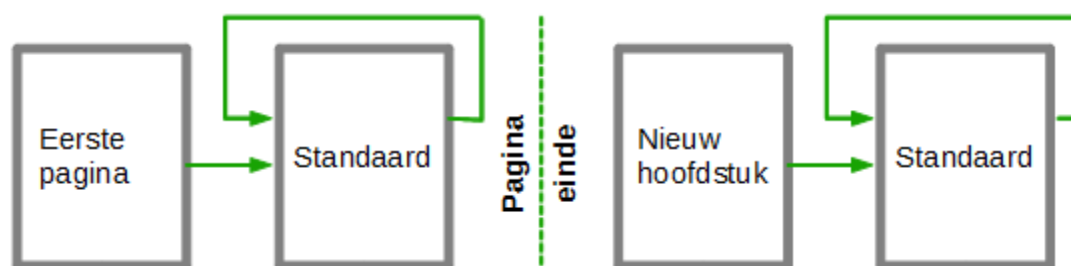 Eerste
pagina
Standaard
Pagina
einde
Nieuw
hoofdstuk
Standaard